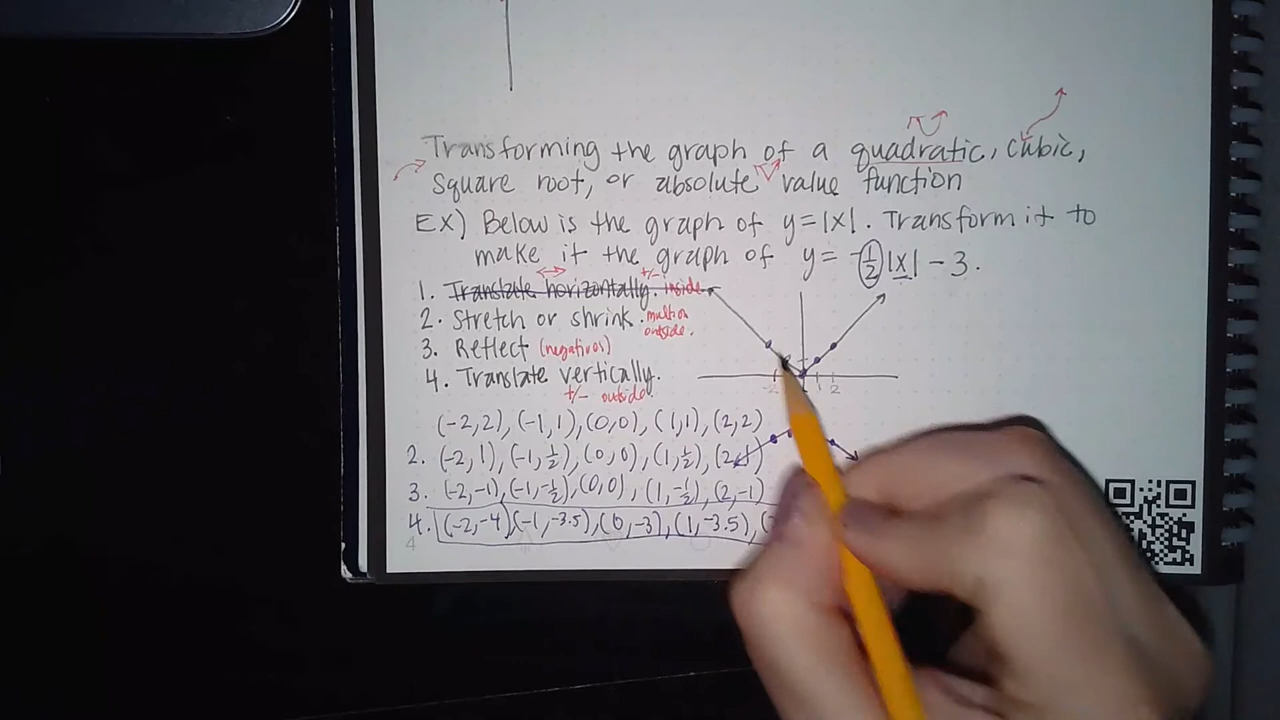 Transforming the graph of a quadratic, cubic,
square root, or absolute value function
EX) Below is the graph of y=|x|. Transform it to
make it the graph of y= -1/2|x| - 3.
1. Translate horizontally. +/- inside
2. Stretch or shrink. mult on outside.
3. Reflect (negatives)
4. Translate vertically. +/- outside.
-2 2
(-2,2), (-1,1), (0,0), (1,1), (2,2)
2. (-2,1), (-1,1/2), (0,0), (1,1/2), (2,1)
3. (-2,-1), (-1,-1/2), (0,0), (1,-1/2), (2,-1)
4. (-2,-4), (-1,-3.5), (0,-3), (1,-3.5), (
4